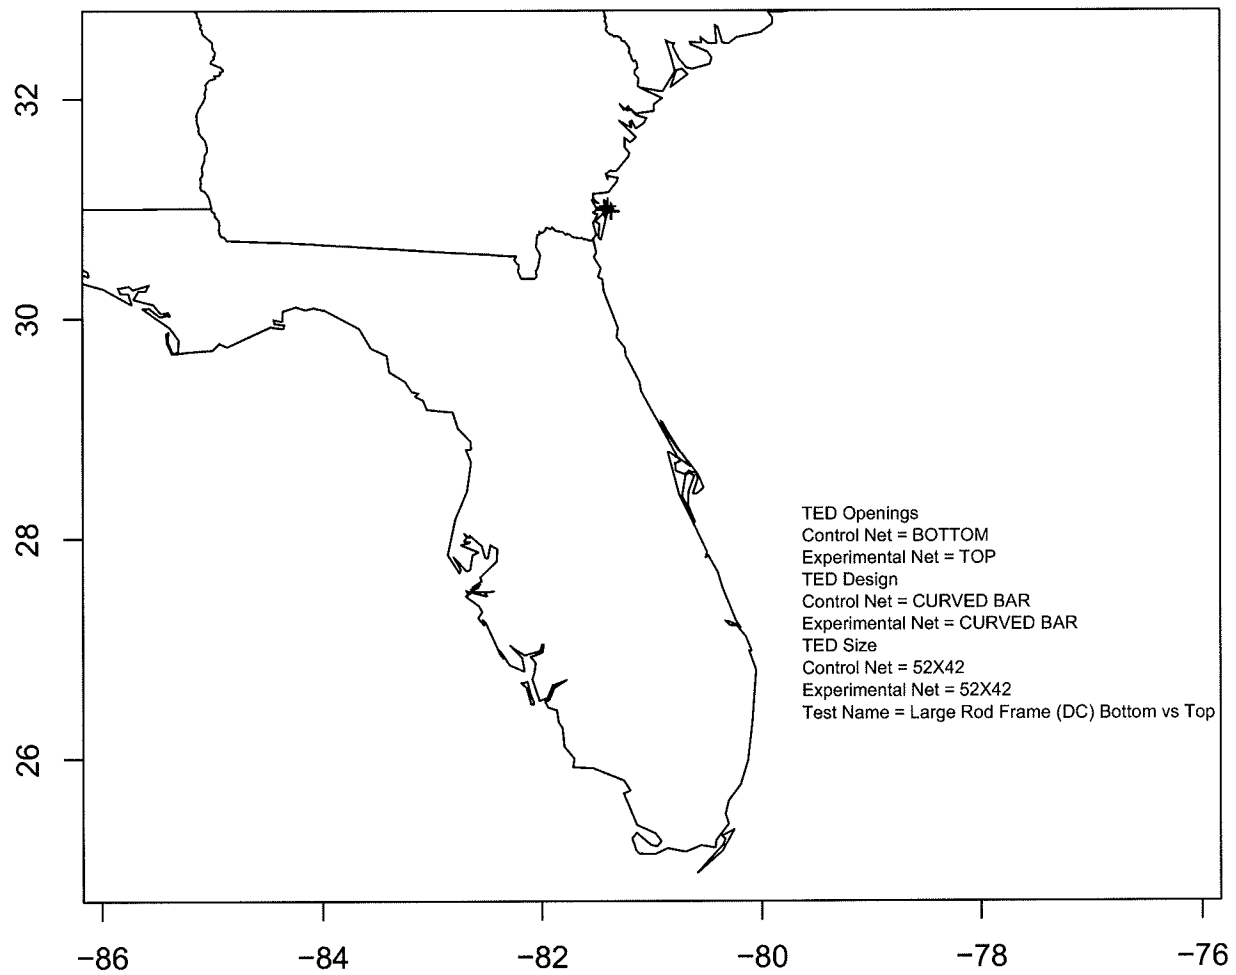 32
30
28
26
TED Openings
Control Net = BOTTOM
Experimental Net = TOP
TED Design
Control Net = CURVED BAR
Experimental Net = CURVED BAR
TED Size
Control Net = 52X42
Experimental Net = 52X42
Test Name = Large Rod Frame (DC) Bottom vs Top
−86 −84 −82 −80 −78 −76